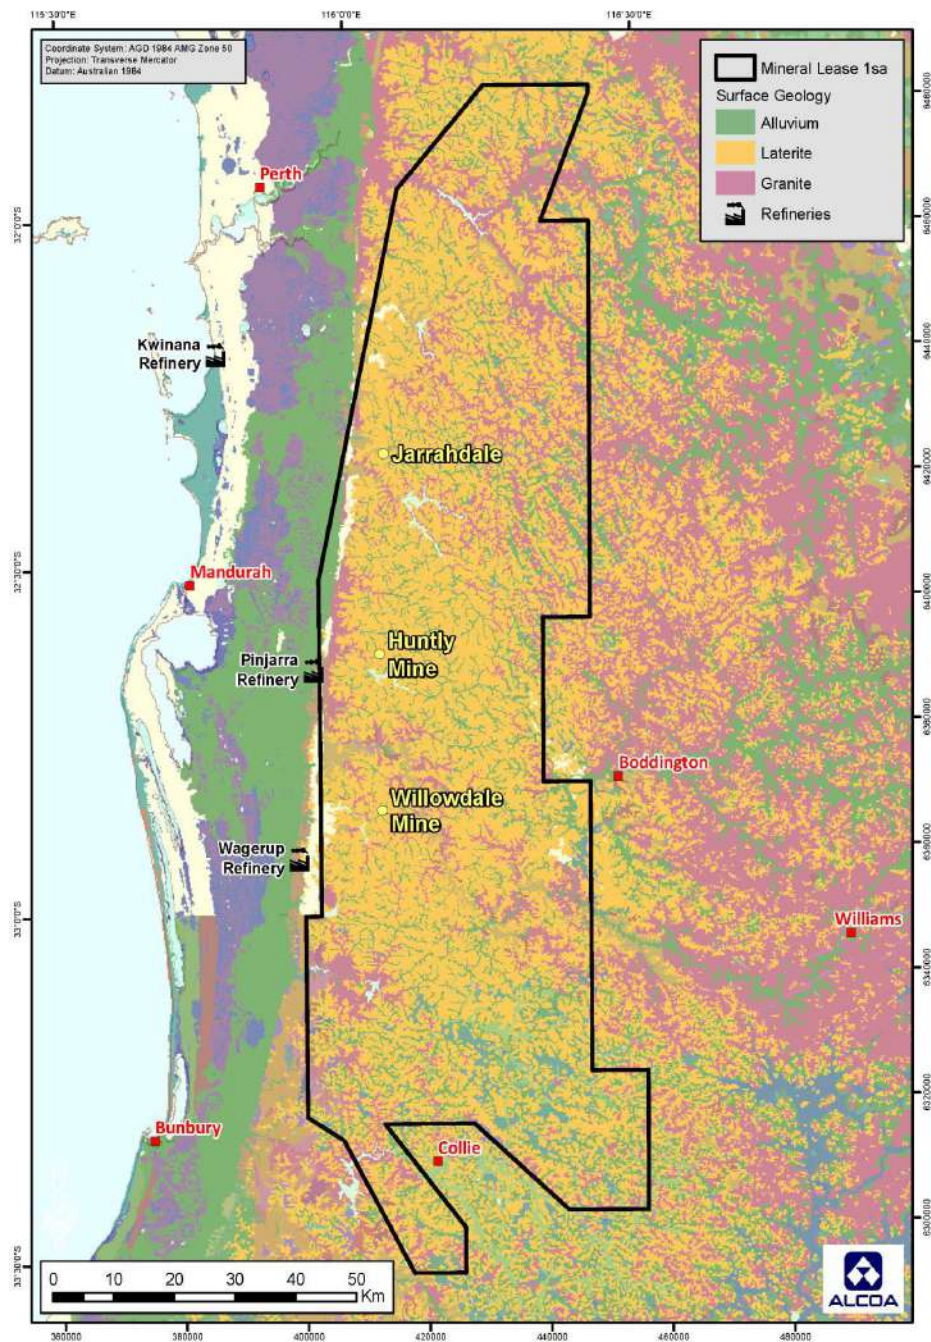 115°30'0"E
116°0'0"E
116°30'0"E
Coordinate System: AGD 1984 AMG Zone 50
Projection: Transverse Mercator
Datum: Australian 1984
Mineral Lease 1sa
Surface Geology
Alluvium
Laterite
Granite
Refineries
6480000
Perth
6460000
32°0'0"S
6440000
Kwinana
Refinery
Jarrahdale
6420000
32°30'0"S
Mandurah
6400000
Huntly
Mine
Pinjarra
Refinery
6380000
Boddington
Willowdale
Mine
6360000
Wagerup
Refinery
33°0'0"S
Williams
6340000
6320000
Bunbury
Collie
6300000
33°30'0"S
0 10 20 30 40 50
Km
ALCOA
360000
380000
400000
420000
440000
460000
480000